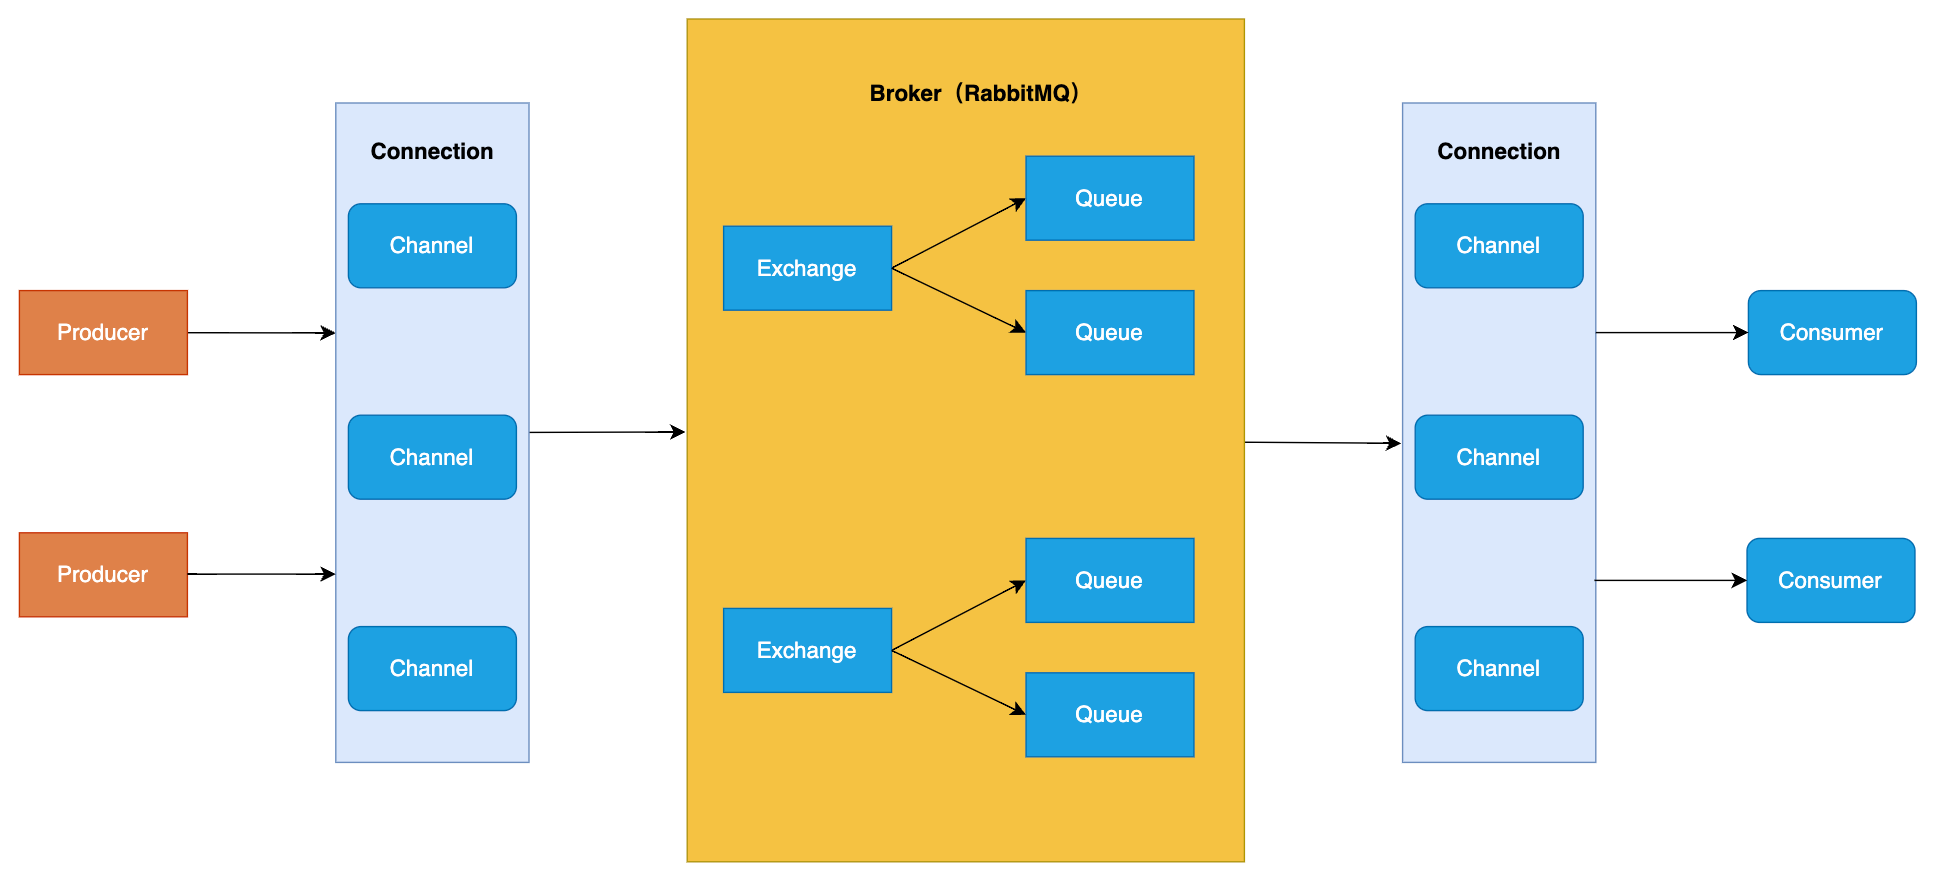 Producer
Producer
Connection
Channel
Channel
Channel
Broker（RabbitMQ）
Exchange
Queue
Queue
Exchange
Queue
Queue
Connection
Channel
Channel
Channel
Consumer
Consumer